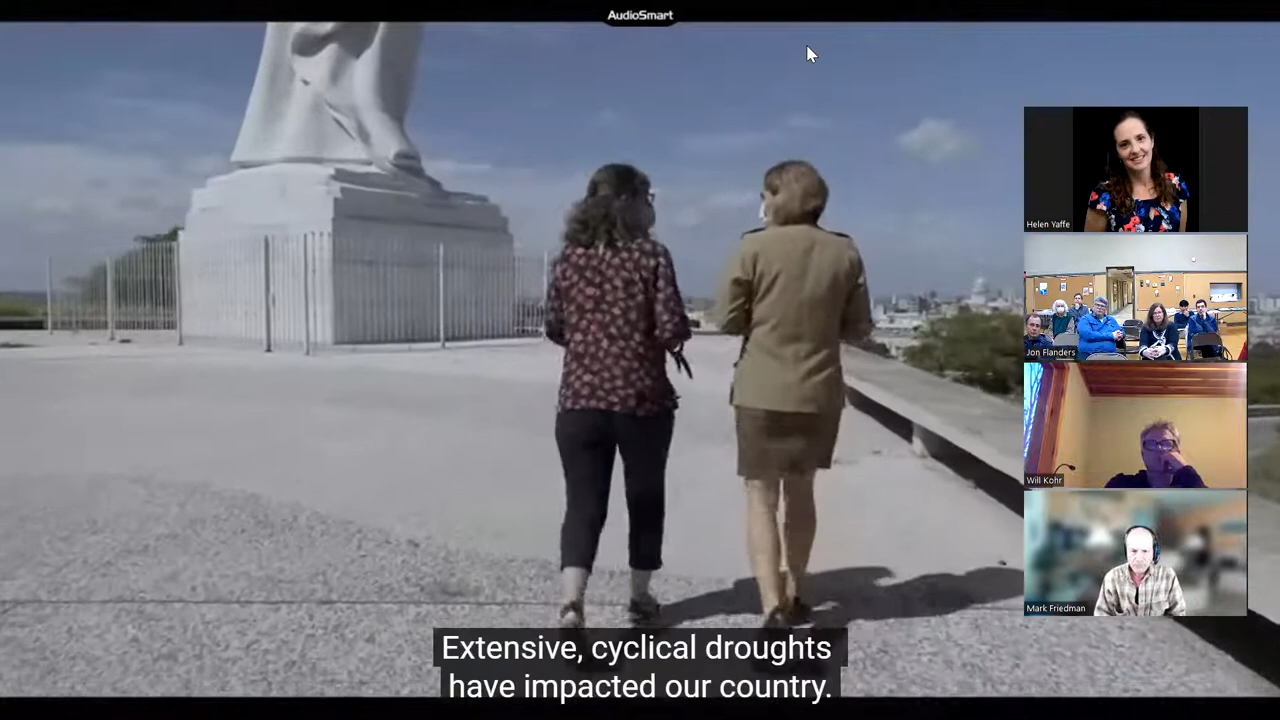 AudioSmart
Helen Yaffe
Jon Flanders
Will Kohr
Mark Friedman
Extensive, cyclical droughts
have impacted our country.